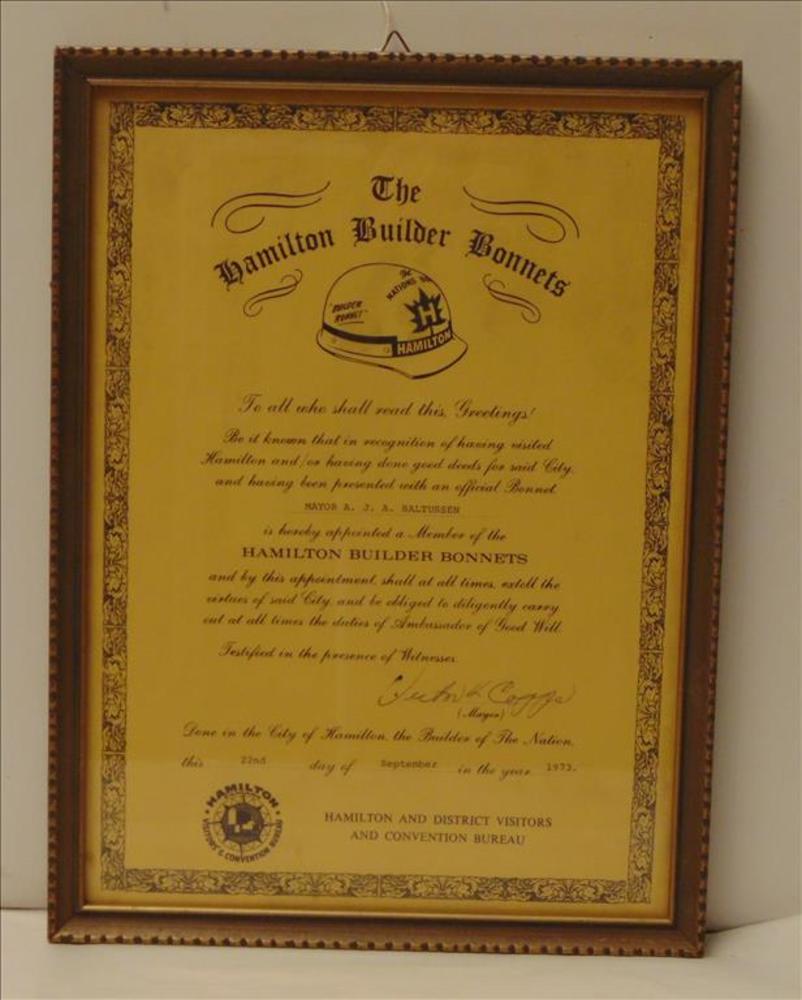 The
Hamilton Builder Bonnets
The
NATIONS
"BUILDER
BONNET"
H
HAMILTON
To all who shall read this, Greetings!
Be it known that in recognition of having visited
Hamilton and/or having done good deeds for said City,
and having been presented with an official Bonnet
MAYOR A. J. A. BALTUSSEN
is hereby appointed a Member of the
HAMILTON BUILDER BONNETS
and by this appointment, shall at all times, extoll the
virtues of said City, and be obliged to diligently carry
out at all times the duties of Ambassador of Good Will.
Testified in the presence of Witnesses
(Mayor)
Done in the City of Hamilton, the Builder of The Nation,
this 22nd day of September in the year 1973.
HAMILTON
VISITORS & CONVENTION BUREAU
HAMILTON AND DISTRICT VISITORS
AND CONVENTION BUREAU